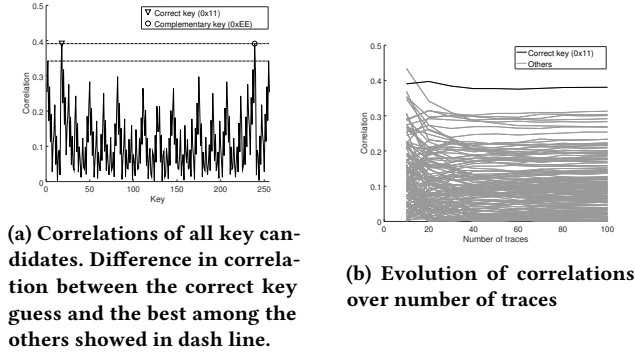 0.5
0.4
0.3
0.2
0.1
0
Correlation
Correct key (0x11)
Complementary key (0xEE)
0 50 100 150 200 250
Key
(a) Correlations of all key can-
didates. Difference in correla-
tion between the correct key
guess and the best among the
others showed in dash line.
0.5
0.4
0.3
0.2
0.1
0
Correlation
Correct key (0x11)
Others
0 20 40 60 80 100
Number of traces
(b) Evolution of correlations
over number of traces